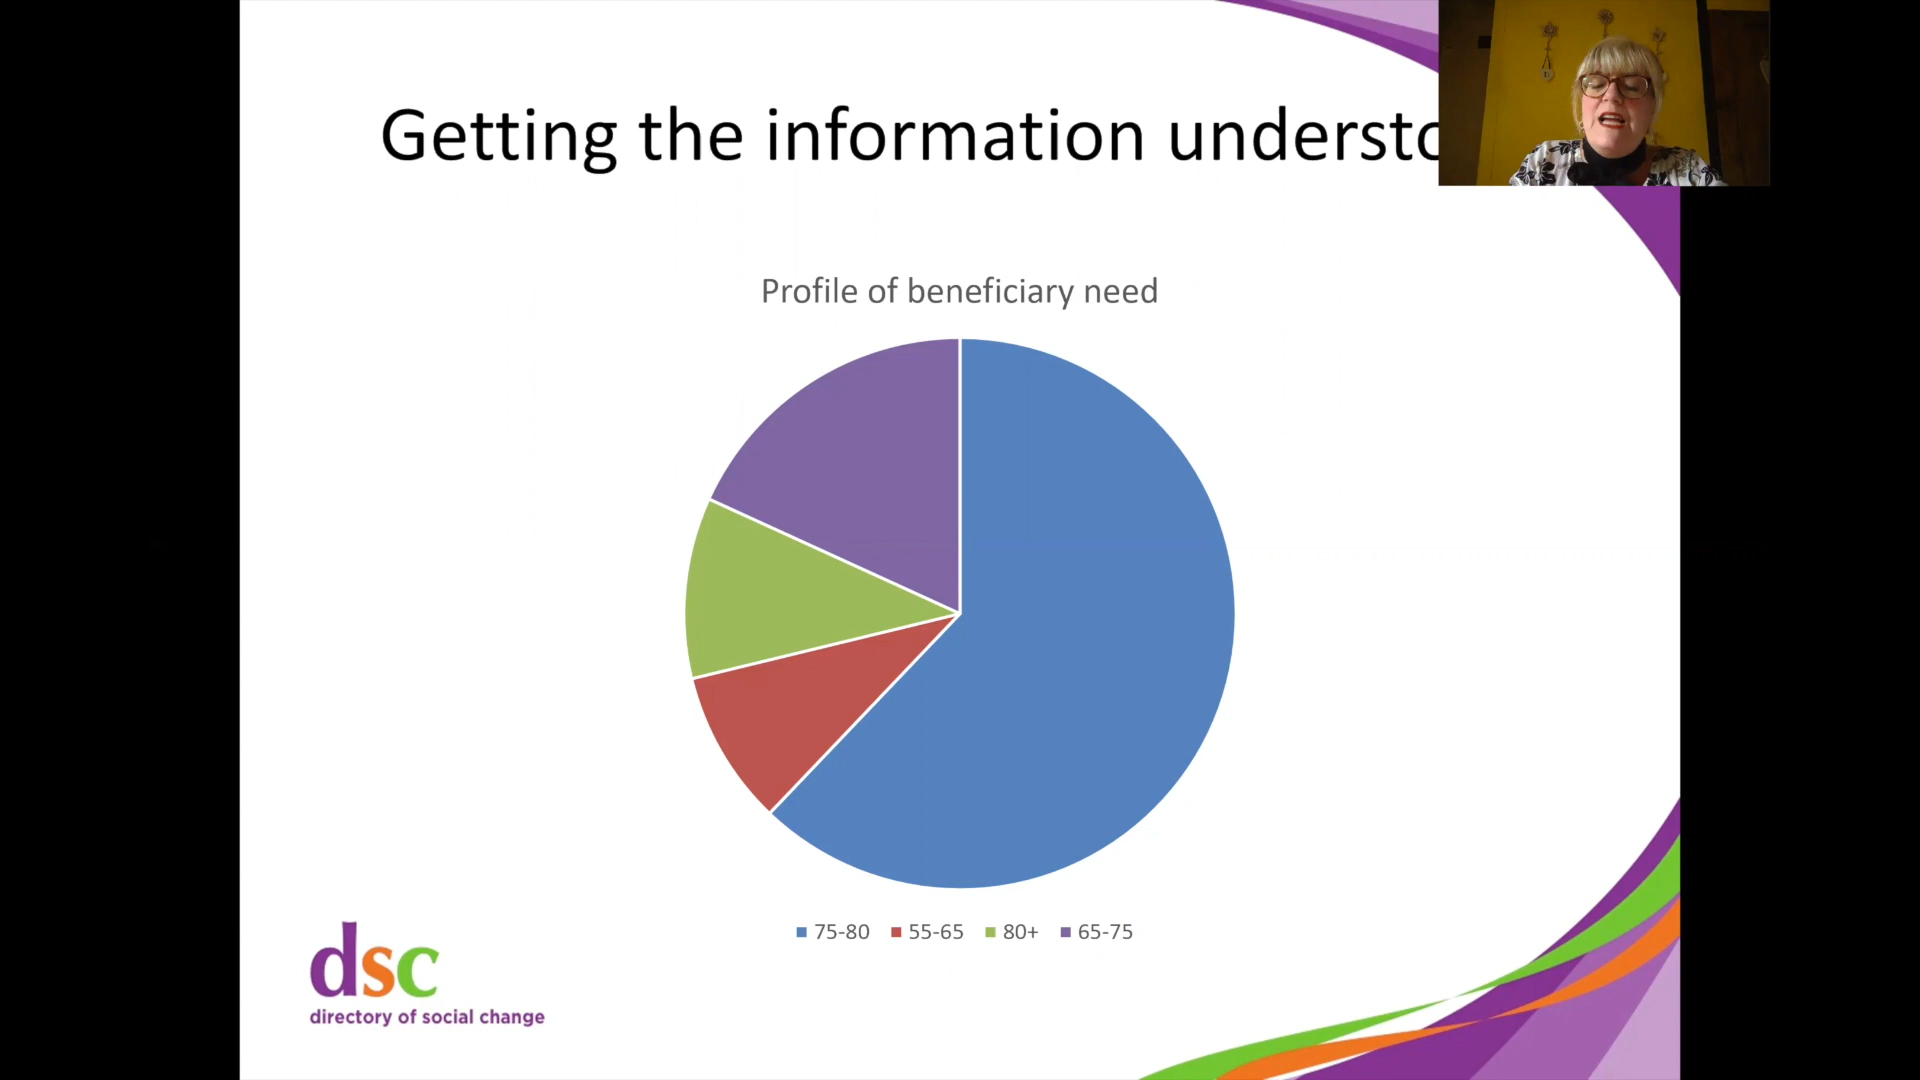 Getting the information understo
Profile of beneficiary need
75-80 55-65 80+ 65-75
dsc
directory of social change